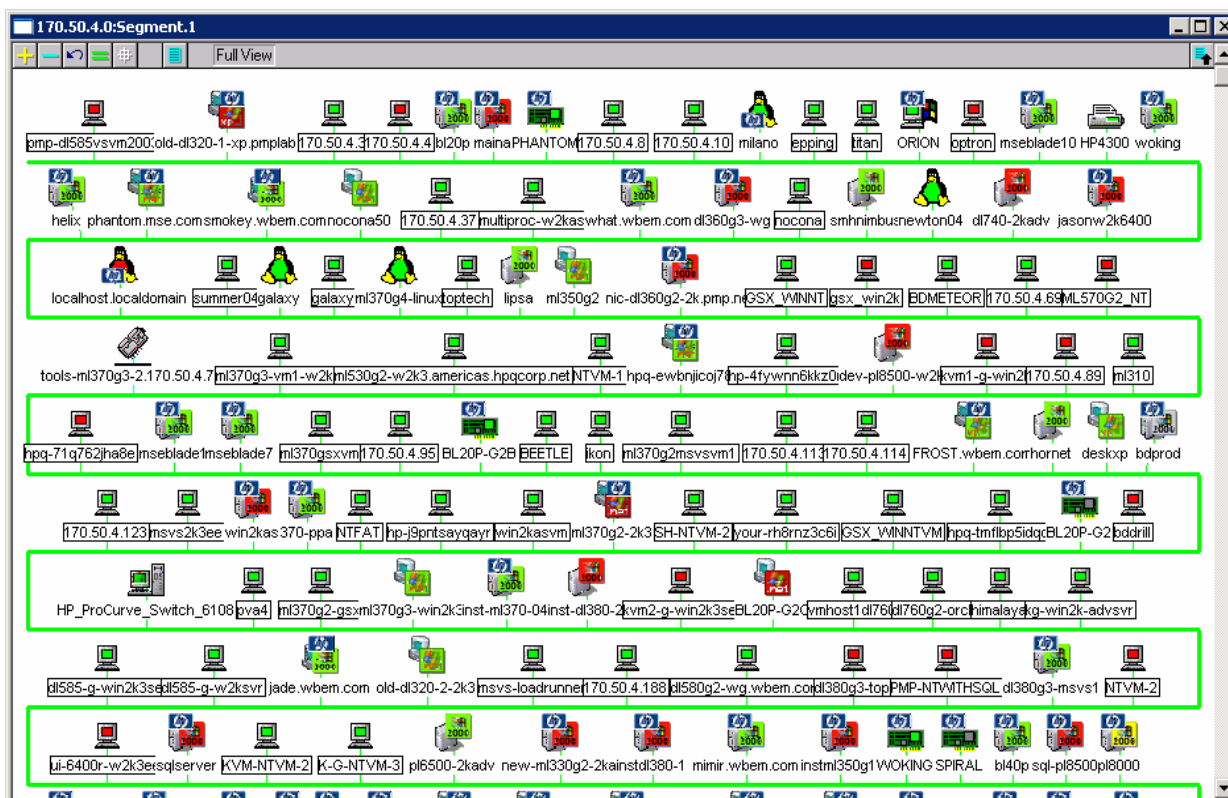 170.50.4.0:Segment.1
Full View
old-dl320-1-xp.pmplab 170.50.4.3 170.50.4.4 bl20p maina PHANTOM 170.50.4.8 170.50.4.10 milano epping titan ORION optron mseblade10 HP4300 woking
helix phantom.mse.com smokey.wbem.com nocona50 170.50.4.37 multiproc-w2kas what.wbem.com dl360g3-wg nocona smhnimbus newton04 dl740-2kadv jasonw2k6400
localhost.localdomain summer04 galaxy galaxy ml370g4-linux toptech lipsa ml350g2 nic-dl360g2-2k.pmp.ne GSX_WINNT gsx_win2k BDMETEOR 170.50.4.69 ML570G2_NT
tools-ml370g3-2. 170.50.4.7 ml370g3-vm1-w2k ml530g2-w2k3.americas.hpqcorp.net NTVM-1 hpq-ewbnjicoj78 hp-4fywnn6kkz0 dev-pl8500-w2k kvm1-g-win2 170.50.4.89 ml310
hpq-71q762jha8e mseblade1 mseblade7 ml370gsxvm 170.50.4.95 BL20P-G2B BEETLE ikon ml370g2msvsvm1 170.50.4.113 170.50.4.114 FROST.wbem.com hornet deskxp bdprod
170.50.4.123 msvs2k3ee win2kas 370-ppa NTFAT hp-j9pntsayqayr win2kasvm ml370g2-2k3 SH-NTVM-2 your-rh8rnz3c6i GSX_WINNTVM hpq-tmflbp5idqc BL20P-G2 bddrill
HP_ProCurve_Switch_6108 pva4 ml370g2-gsx ml370g3-win2k3 inst-ml370-04 inst-dl380-2 kvm2-g-win2k3se BL20P-G2C vmhost1 dl760 dl760g2-orcl himalaya kg-win2k-advsvr
dl585-g-win2k3se dl585-g-w2ksvr jade.wbem.com old-dl320-2-2k3 msvs-loadrunner 170.50.4.188 dl580g2-wg.wbem.com dl380g3-top PMP-NTWITHSQL dl380g3-msvs1 NTVM-2
ui-6400r-w2k3e sqlserver KVM-NTVM-2 K-G-NTVM-3 pl6500-2kadv new-ml330g2-2ka instdl380-1 mimir.wbem.com instml350g1 WOKING SPIRAL bl40p sql-pl8500 pl8000